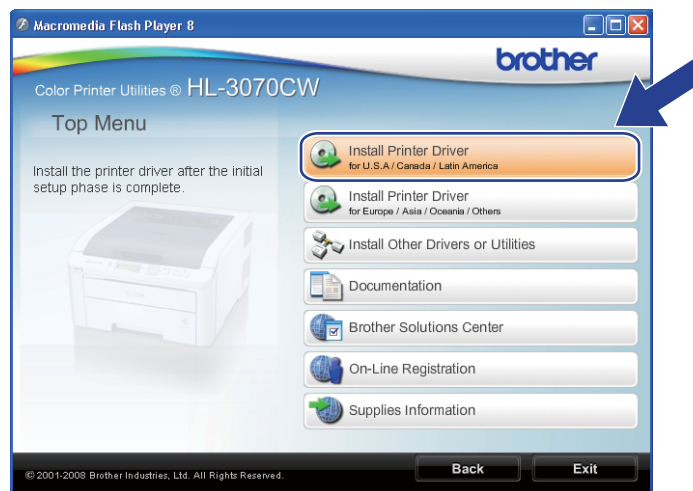 Macromedia Flash Player 8
brother
Color Printer Utilities ® HL-3070CW
Top Menu
Install the printer driver after the initial
setup phase is complete.
Install Printer Driver
for U.S.A / Canada / Latin America
Install Printer Driver
for Europe / Asia / Oceania / Others
Install Other Drivers or Utilities
Documentation
Brother Solutions Center
On-Line Registration
Supplies Information
© 2001-2008 Brother Industries, Ltd. All Rights Reserved.
Back
Exit